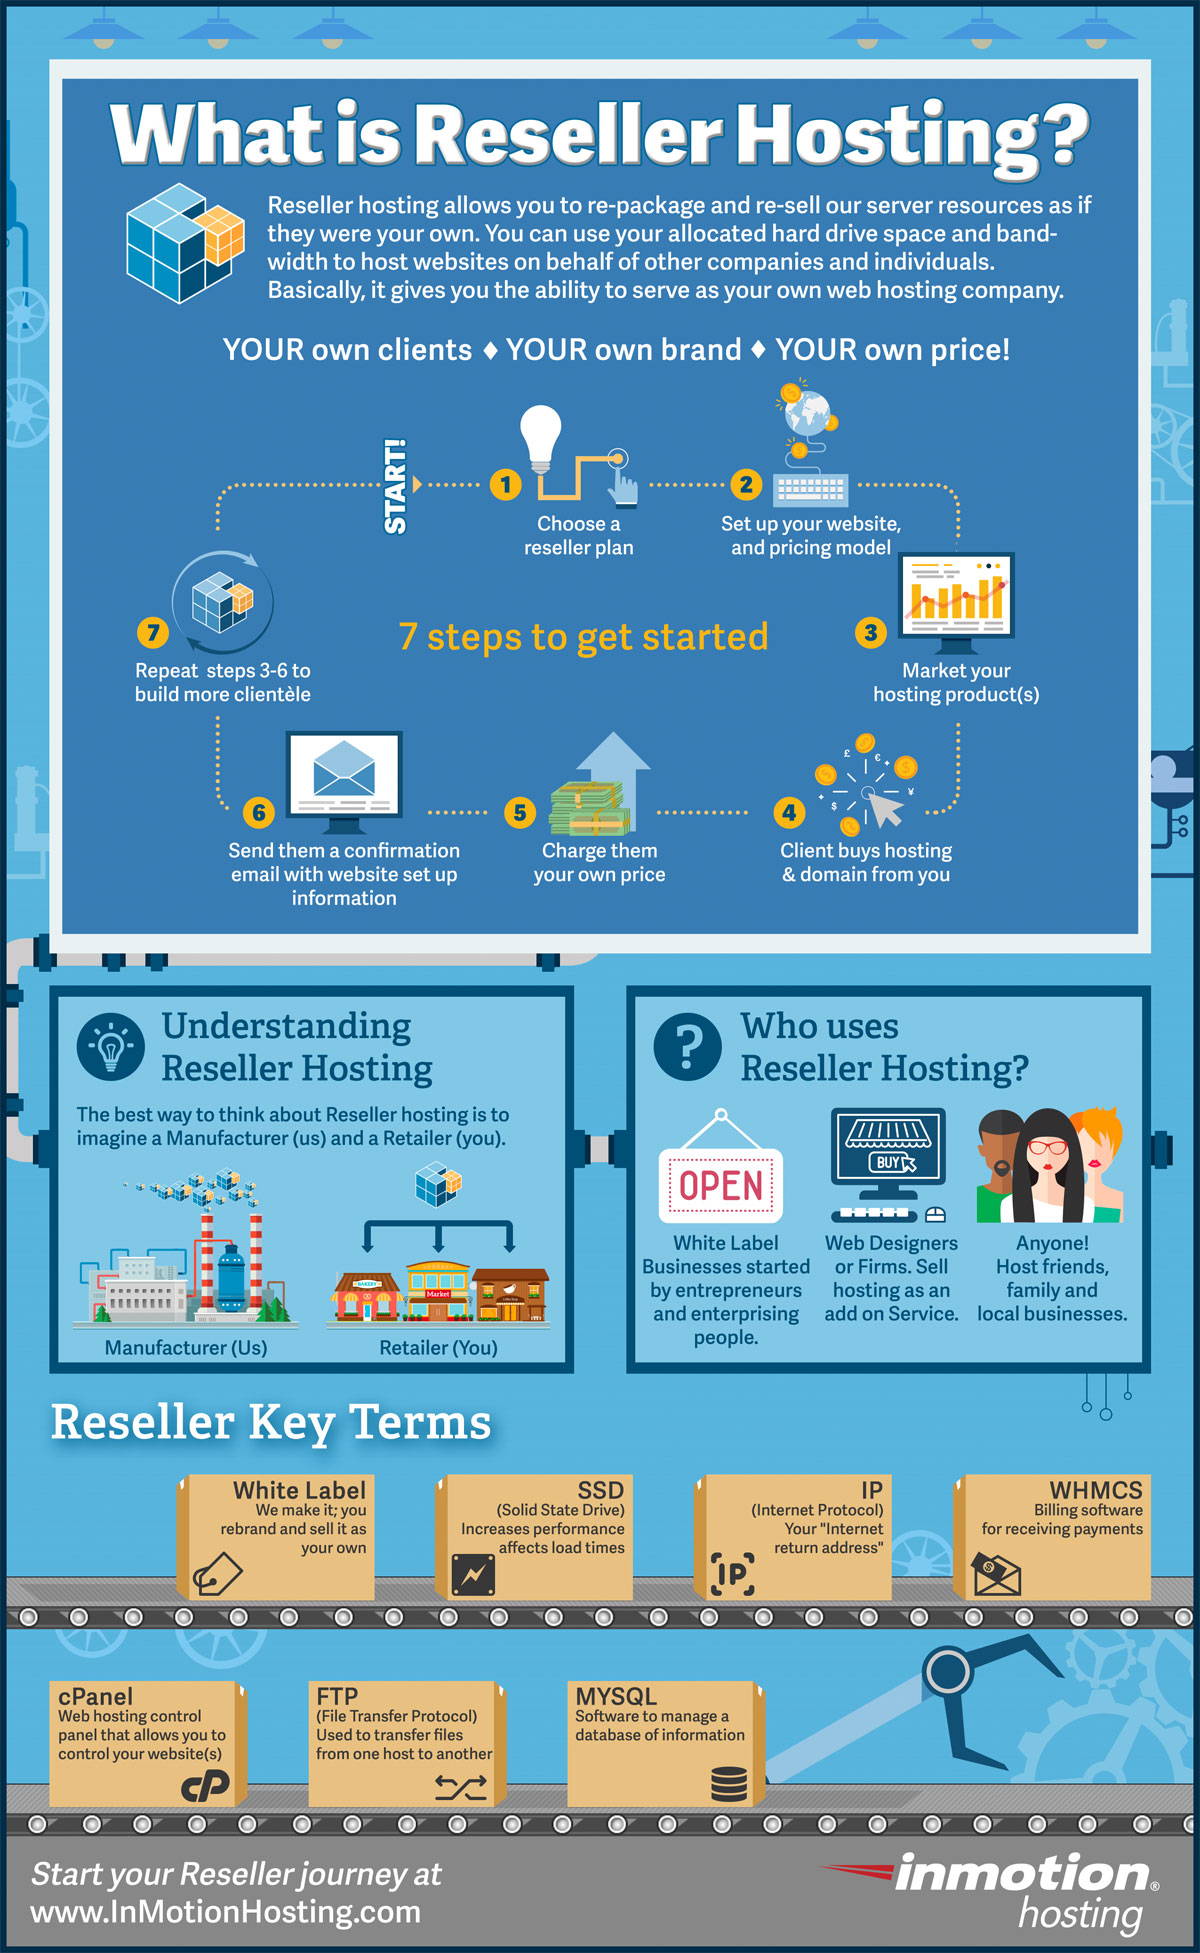 What is Reseller Hosting?
Reseller hosting allows you to re-package and re-sell our server resources as if
they were your own. You can use your allocated hard drive space and band-
width to host websites on behalf of other companies and individuals.
Basically, it gives you the ability to serve as your own web hosting company.
YOUR own clients ♦ YOUR own brand ♦ YOUR own price!
START!
1
Choose a
reseller plan
2
Set up your website,
and pricing model
7 steps to get started
3
Market your
hosting product(s)
4
£
€
$
¥
Client buys hosting
& domain from you
5
Charge them
your own price
6
Send them a confirmation
email with website set up
information
7
Repeat steps 3-6 to
build more clientèle
Understanding
Reseller Hosting
The best way to think about Reseller hosting is to
imagine a Manufacturer (us) and a Retailer (you).
Manufacturer (Us)
BAKERY
Market
Retailer (You)
?
Who uses
Reseller Hosting?
OPEN
White Label
Businesses started
by entrepreneurs
and enterprising
people.
BUY
Web Designers
or Firms. Sell
hosting as an
add on Service.
Anyone!
Host friends,
family and
local businesses.
Reseller Key Terms
White Label
We make it; you
rebrand and sell it as
your own
SSD
(Solid State Drive)
Increases performance
affects load times
IP
(Internet Protocol)
Your "Internet
return address"
IP
WHMCS
Billing software
for receiving payments
$
cPanel
Web hosting control
panel that allows you to
control your website(s)
cP
FTP
(File Transfer Protocol)
Used to transfer files
from one host to another
MYSQL
Software to manage a
database of information
Start your Reseller journey at
www.InMotionHosting.com
inmotion®
hosting